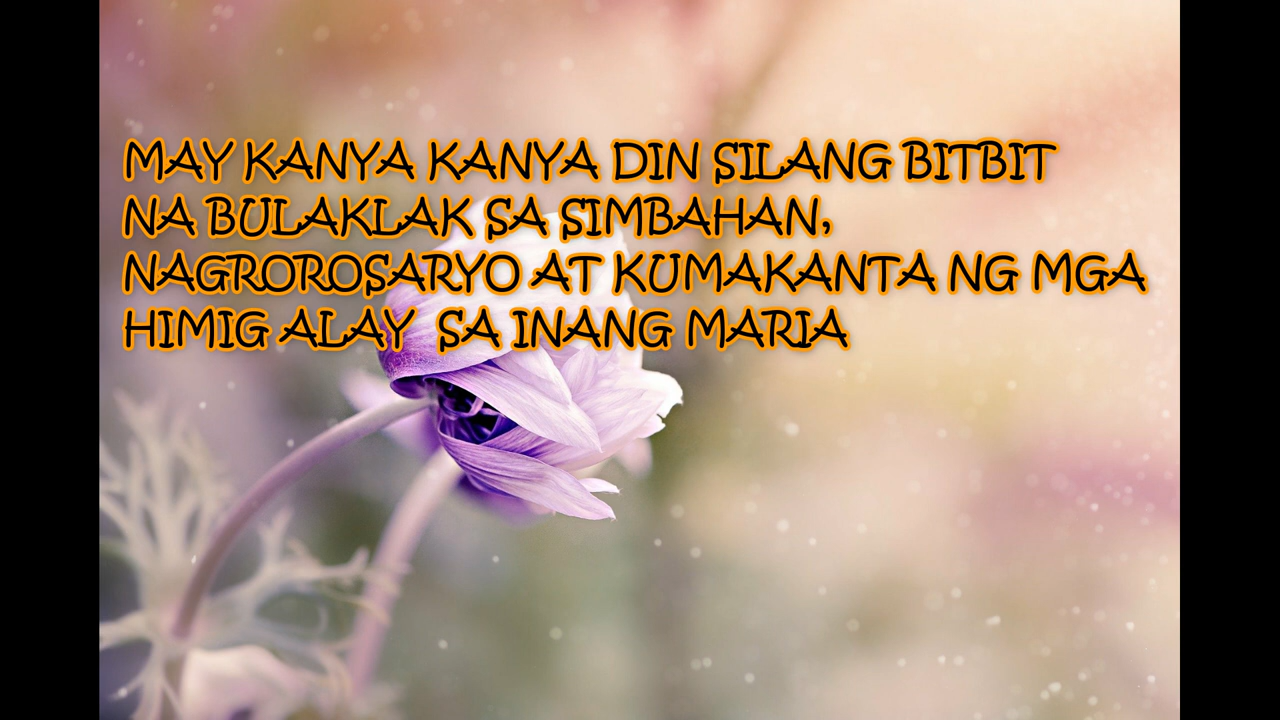 MAY KANYA KANYA DIN SILANG BITBIT
NA BULAKLAK SA SIMBAHAN,
NAGROROSARYO AT KUMAKANTA NG MGA
HIMIG ALAY  SA INANG MARIA